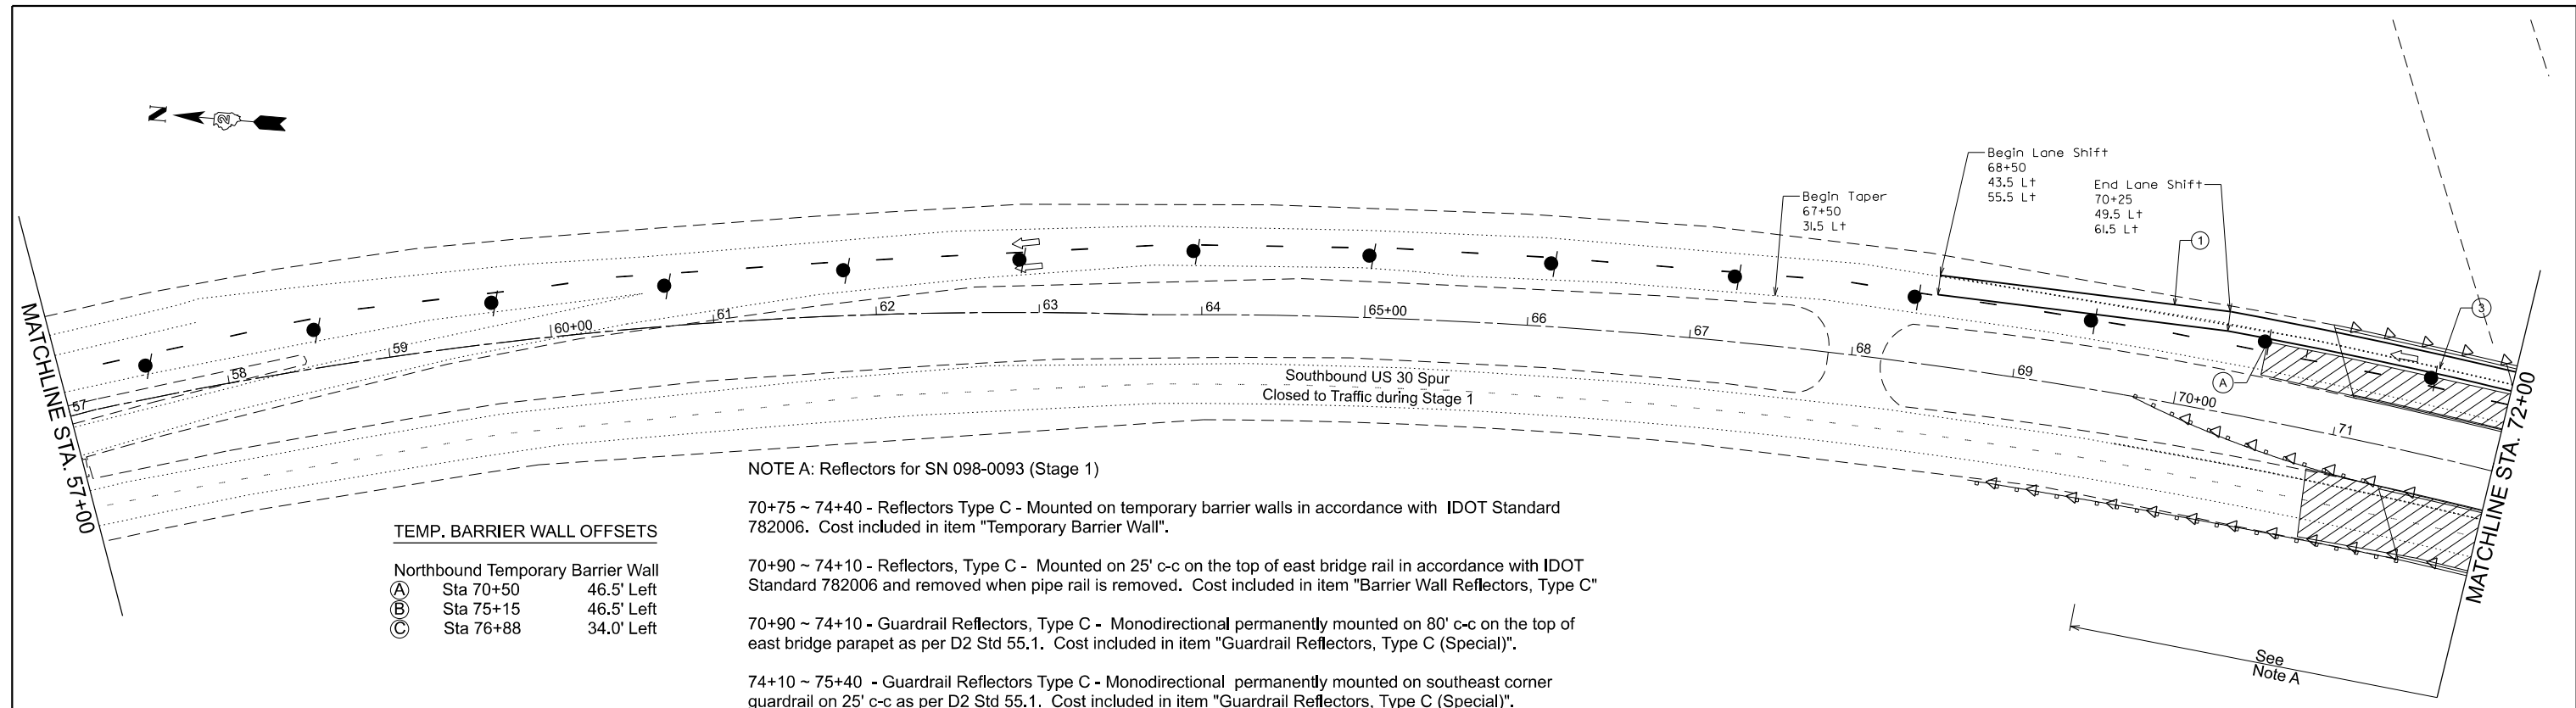 N
2
Begin Lane Shift
68+50
43.5 Lt
55.5 Lt
End Lane Shift
70+25
49.5 Lt
61.5 Lt
Begin Taper
67+50
31.5 Lt
1
3
A
57
58
59
60+00
61
62
63
64
65+00
66
67
68
69
70+00
71
MATCHLINE STA. 57+00
MATCHLINE STA. 72+00
Southbound US 30 Spur
Closed to Traffic during Stage 1
See
Note A
TEMP. BARRIER WALL OFFSETS
Northbound Temporary Barrier Wall
A Sta 70+50 46.5' Left
B Sta 75+15 46.5' Left
C Sta 76+88 34.0' Left
NOTE A: Reflectors for SN 098-0093 (Stage 1)
70+75 ~ 74+40 - Reflectors Type C - Mounted on temporary barrier walls in accordance with IDOT Standard
782006. Cost included in item "Temporary Barrier Wall".
70+90 ~ 74+10 - Reflectors, Type C - Mounted on 25' c-c on the top of east bridge rail in accordance with IDOT
Standard 782006 and removed when pipe rail is removed. Cost included in item "Barrier Wall Reflectors, Type C"
70+90 ~ 74+10 - Guardrail Reflectors, Type C - Monodirectional permanently mounted on 80' c-c on the top of
east bridge parapet as per D2 Std 55.1. Cost included in item "Guardrail Reflectors, Type C (Special)".
74+10 ~ 75+40 - Guardrail Reflectors Type C - Monodirectional permanently mounted on southeast corner
guardrail on 25' c-c as per D2 Std 55.1. Cost included in item "Guardrail Reflectors, Type C (Special)".